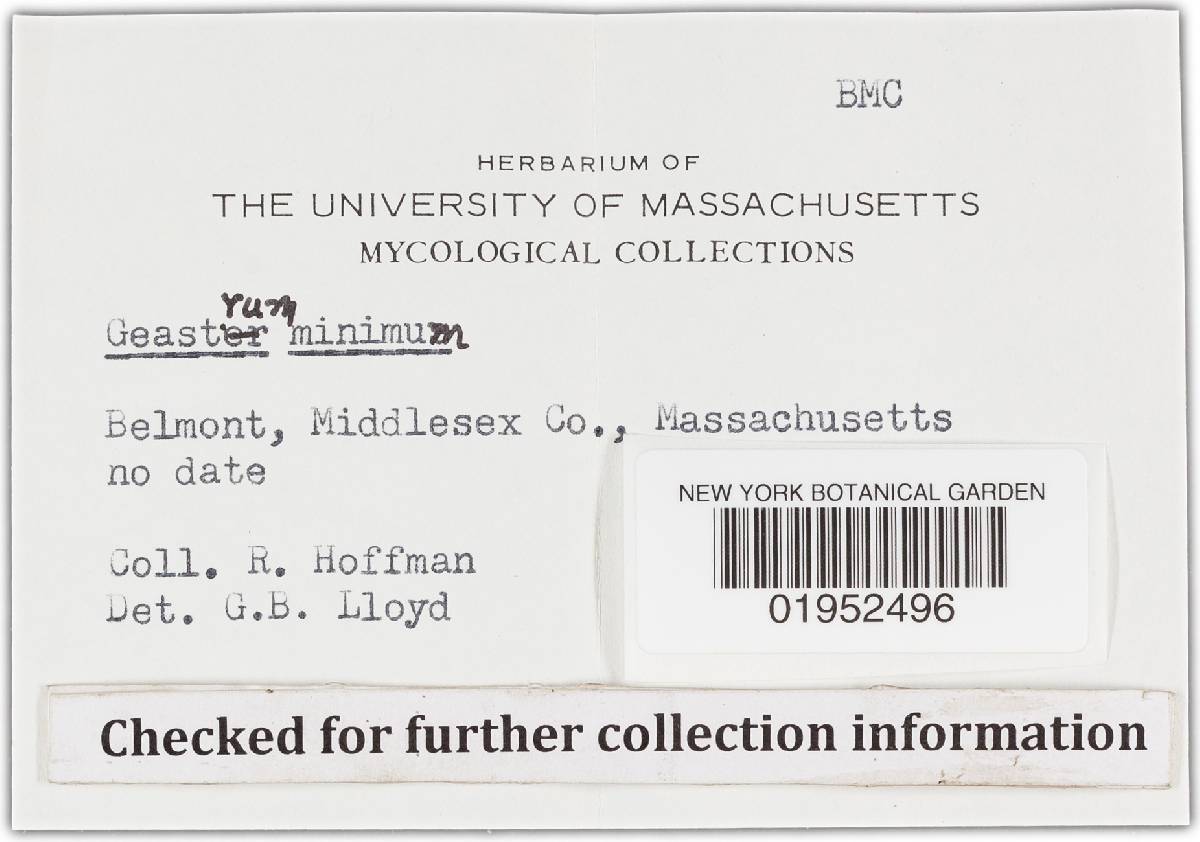 BMC
HERBARIUM OF
THE UNIVERSITY OF MASSACHUSETTS
MYCOLOGICAL COLLECTIONS
rum
Geaster minimum
Belmont, Middlesex Co., Massachusetts
no date
NEW YORK BOTANICAL GARDEN
01952496
Coll. R. Hoffman
Det. G.B. Lloyd
Checked for further collection information